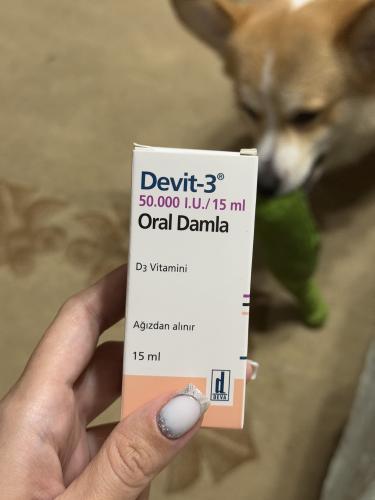 Devit-3®
50.000 I.U./15 ml
Oral Damla
D3 Vitamini
Ağızdan alınır
15 ml
d
DEVA